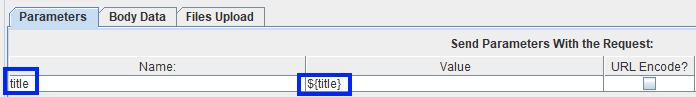 Parameters Body Data Files Upload
Send Parameters With the Request:
Name: Value URL Encode?
title ${title}